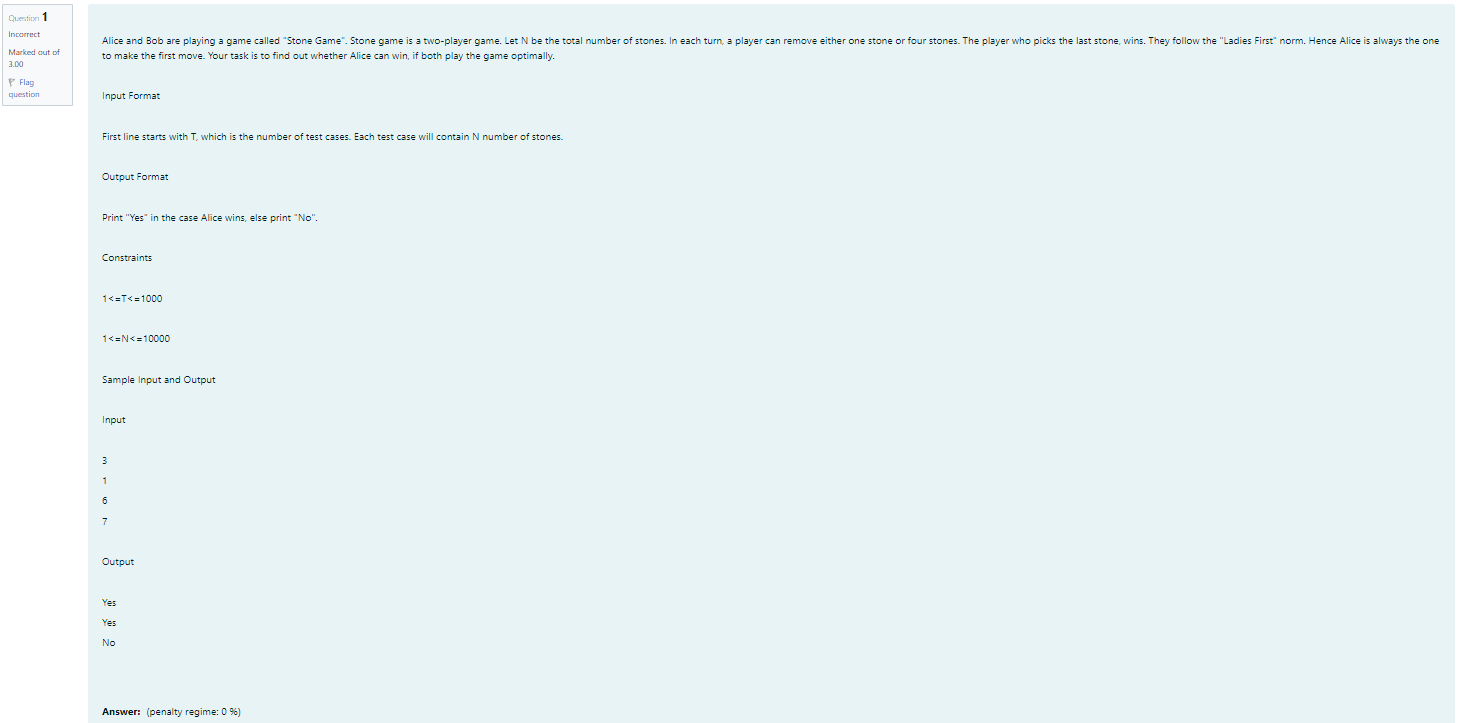 Question 1
Incorrect
Marked out of
3.00
Flag
question
Alice and Bob are playing a game called "Stone Game". Stone game is a two-player game. Let N be the total number of stones. In each turn, a player can remove either one stone or four stones. The player who picks the last stone, wins. They follow the "Ladies First" norm. Hence Alice is always the one
to make the first move. Your task is to find out whether Alice can win, if both play the game optimally.
Input Format
First line starts with T, which is the number of test cases. Each test case will contain N number of stones.
Output Format
Print "Yes" in the case Alice wins, else print "No".
Constraints
1<=T<=1000
1<=N<=10000
Sample Input and Output
Input
3
1
6
7
Output
Yes
Yes
No
Answer: (penalty regime: 0 %)